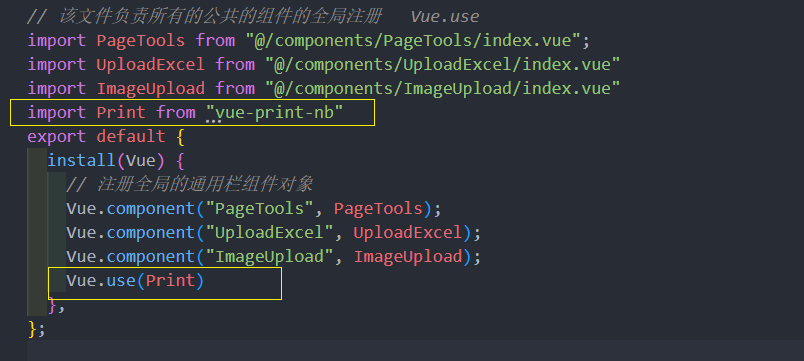 // 该文件负责所有的公共的组件的全局注册   Vue.use
import PageTools from "@/components/PageTools/index.vue";
import UploadExcel from "@/components/UploadExcel/index.vue"
import ImageUpload from "@/components/ImageUpload/index.vue"
import Print from "vue-print-nb"
export default {
  install(Vue) {
    // 注册全局的通用栏组件对象
    Vue.component("PageTools", PageTools);
    Vue.component("UploadExcel", UploadExcel);
    Vue.component("ImageUpload", ImageUpload);
    Vue.use(Print)
  },
};